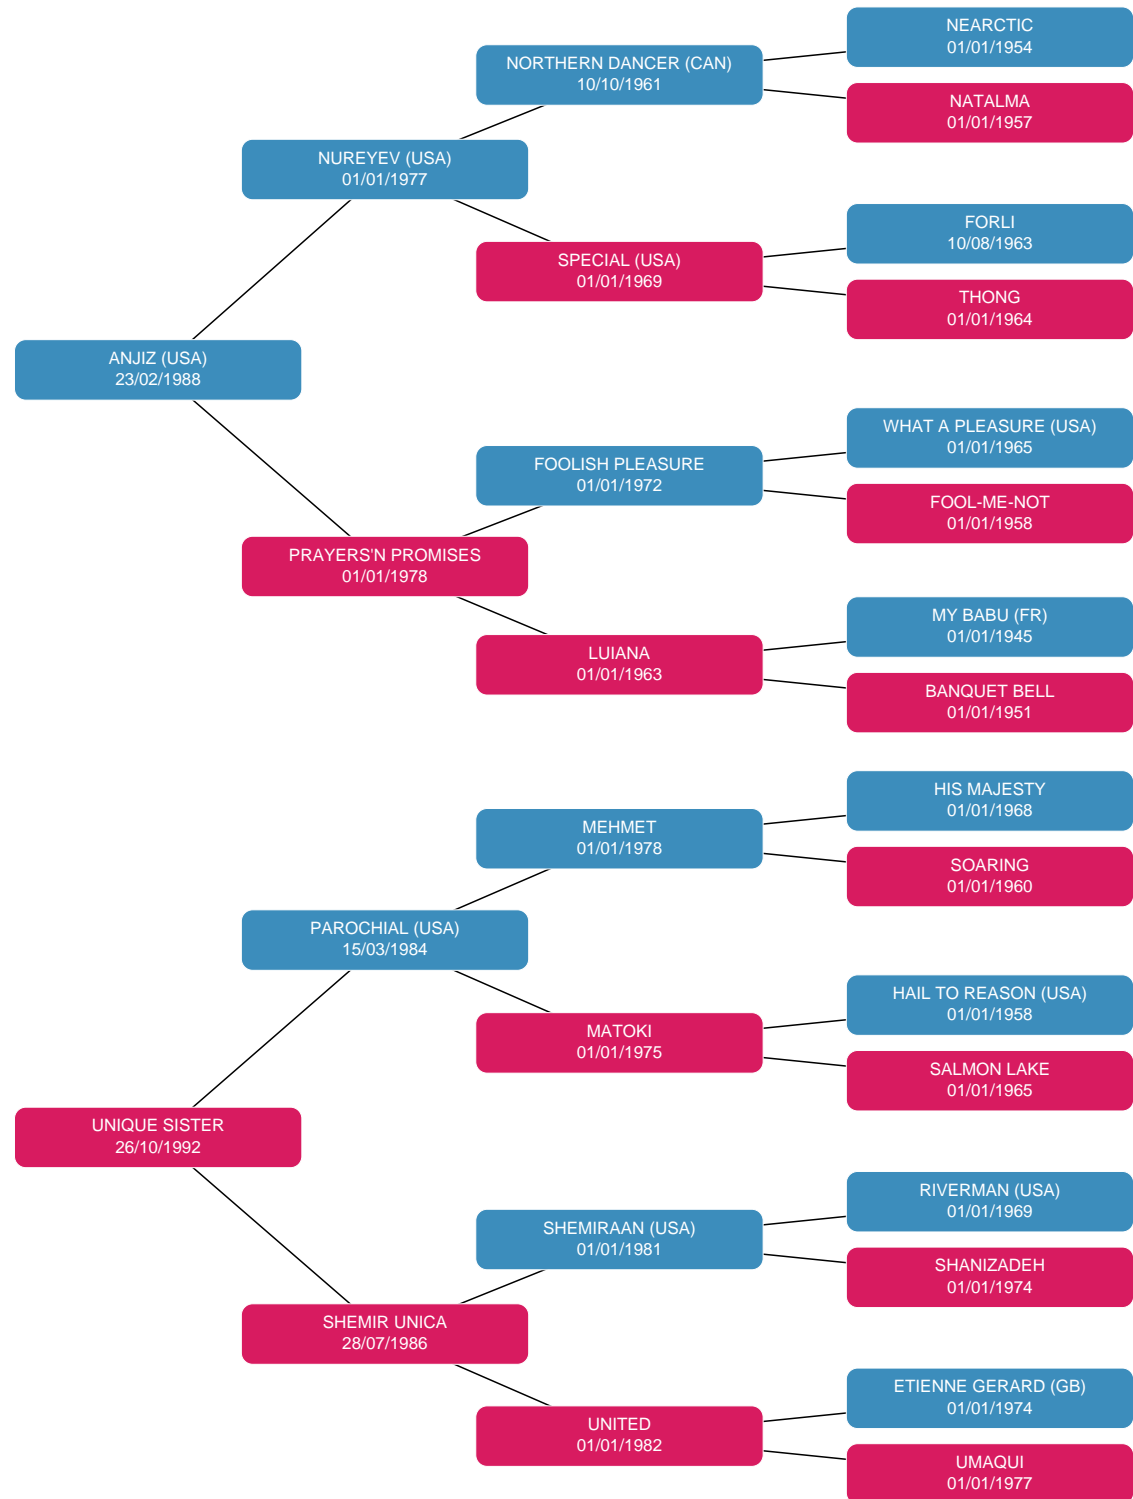 NEARCTIC
01/01/1954
NORTHERN DANCER (CAN)
10/10/1961
NATALMA
01/01/1957
NUREYEV (USA)
01/01/1977
FORLI
10/08/1963
SPECIAL (USA)
01/01/1969
THONG
01/01/1964
ANJIZ (USA)
23/02/1988
WHAT A PLEASURE (USA)
01/01/1965
FOOLISH PLEASURE
01/01/1972
FOOL-ME-NOT
01/01/1958
PRAYERS'N PROMISES
01/01/1978
MY BABU (FR)
01/01/1945
LUIANA
01/01/1963
BANQUET BELL
01/01/1951
HIS MAJESTY
01/01/1968
MEHMET
01/01/1978
SOARING
01/01/1960
PAROCHIAL (USA)
15/03/1984
HAIL TO REASON (USA)
01/01/1958
MATOKI
01/01/1975
SALMON LAKE
01/01/1965
UNIQUE SISTER
26/10/1992
RIVERMAN (USA)
01/01/1969
SHEMIRAAN (USA)
01/01/1981
SHANIZADEH
01/01/1974
SHEMIR UNICA
28/07/1986
ETIENNE GERARD (GB)
01/01/1974
UNITED
01/01/1982
UMAQUI
01/01/1977